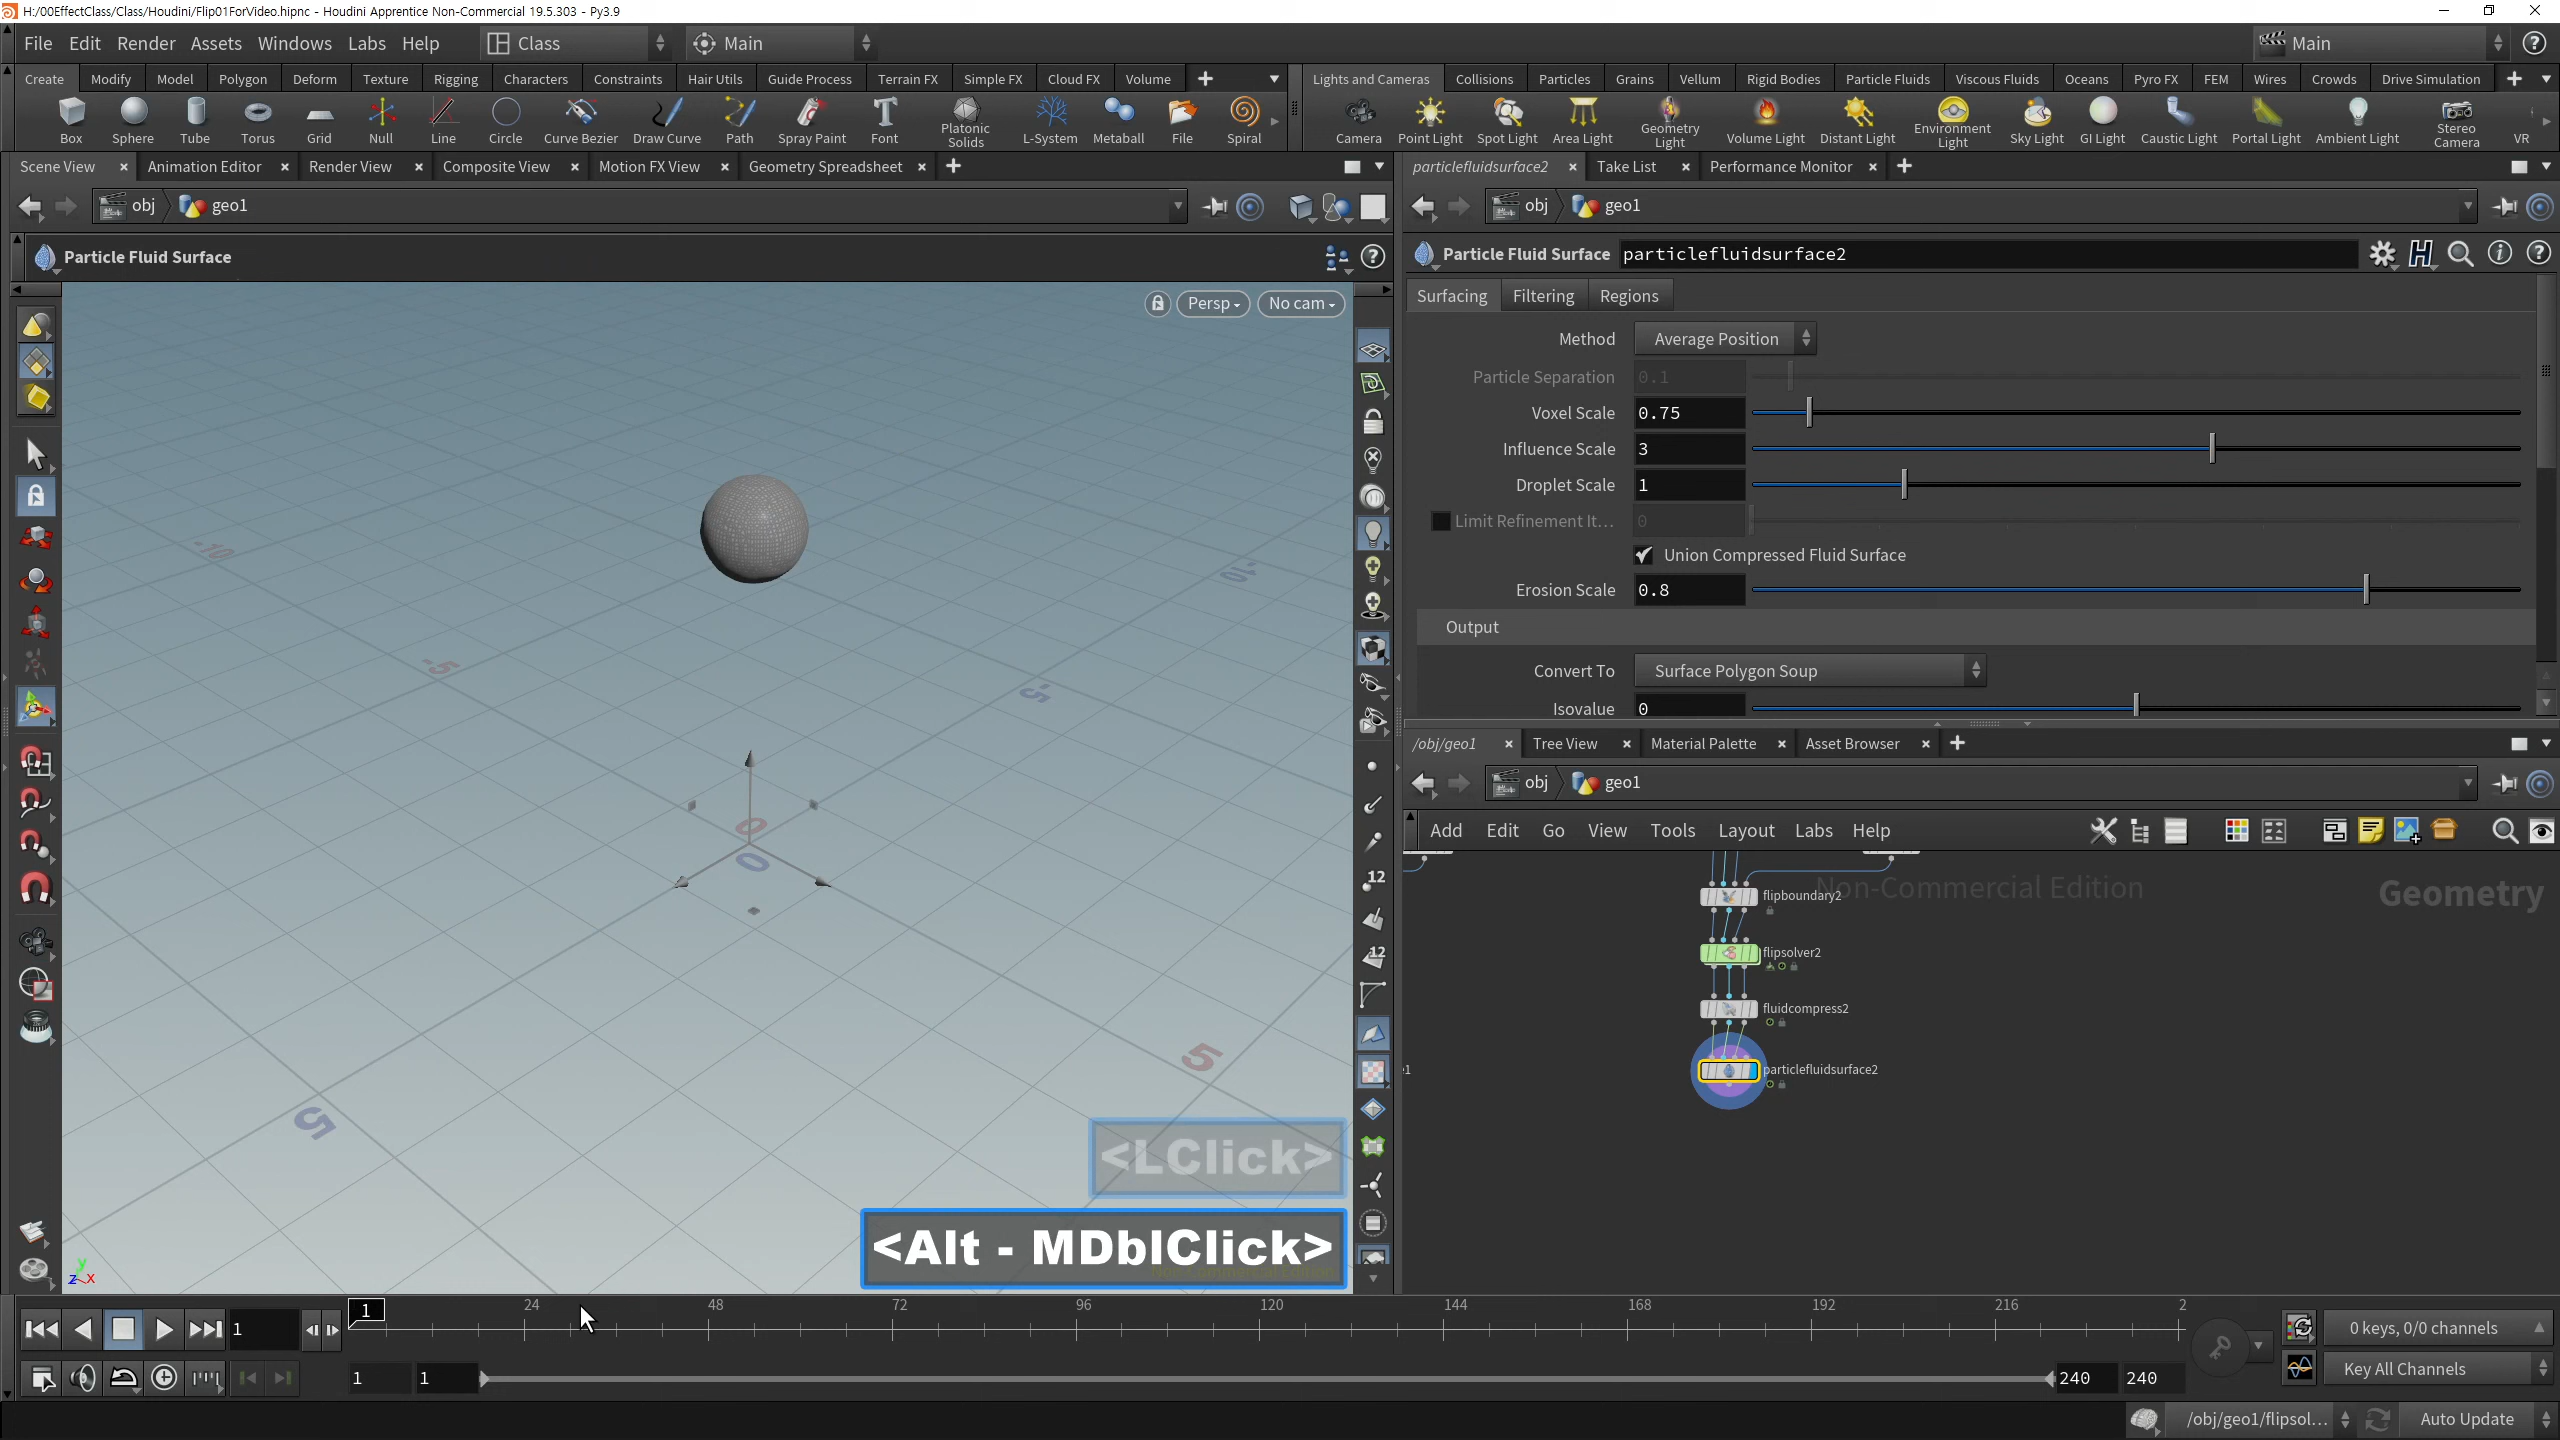 H:/00EffectClass/Class/Houdini/Flip01ForVideo.hipnc - Houdini Apprentice Non-Commercial 19.5.303 - Py3.9
File Edit Render Assets Windows Labs Help Class Main Main
Create Modify Model Polygon Deform Texture Rigging Characters Constraints Hair Utils Guide Process Terrain FX Simple FX Cloud FX Volume
Lights and Cameras Collisions Particles Grains Vellum Rigid Bodies Particle Fluids Viscous Fluids Oceans Pyro FX FEM Wires Crowds Drive Simulation
Box Sphere Tube Torus Grid Null Line Circle Curve Bezier Draw Curve Path Spray Paint Font Platonic Solids L-System Metaball File Spiral
Camera Point Light Spot Light Area Light Geometry Light Volume Light Distant Light Environment Light Sky Light GI Light Caustic Light Portal Light Ambient Light Stereo Camera VR
Scene View Animation Editor Render View Composite View Motion FX View Geometry Spreadsheet
particlefluidsurface2 Take List Performance Monitor
obj geo1
obj geo1
Particle Fluid Surface
Particle Fluid Surface particlefluidsurface2
Persp No cam
Surfacing Filtering Regions
Method Average Position
Particle Separation 0.1
Voxel Scale 0.75
Influence Scale 3
Droplet Scale 1
Limit Refinement It... 0
Union Compressed Fluid Surface
Erosion Scale 0.8
Output
Convert To Surface Polygon Soup
Isovalue 0
-10
-5
-5
0
0
5
5
12
12
/obj/geo1 Tree View Material Palette Asset Browser
obj geo1
Add Edit Go View Tools Layout Labs Help
Non-Commercial Edition
Geometry
flipboundary2
flipsolver2
fluidcompress2
particlefluidsurface2
<LClick>
<Alt - MDblClick>
z y x
1 1 24 48 72 96 120 144 168 192 216 2
0 keys, 0/0 channels
1 1 240 240
Key All Channels
/obj/geo1/flipsol... Auto Update